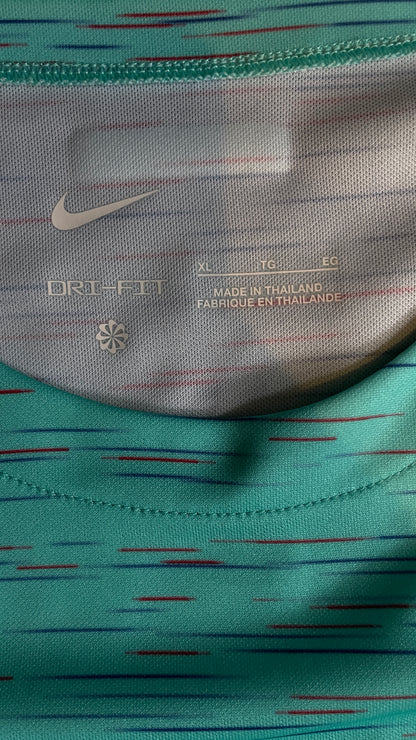 XL TG EG
DRI-FIT
MADE IN THAILAND
FABRIQUE EN THAILANDE